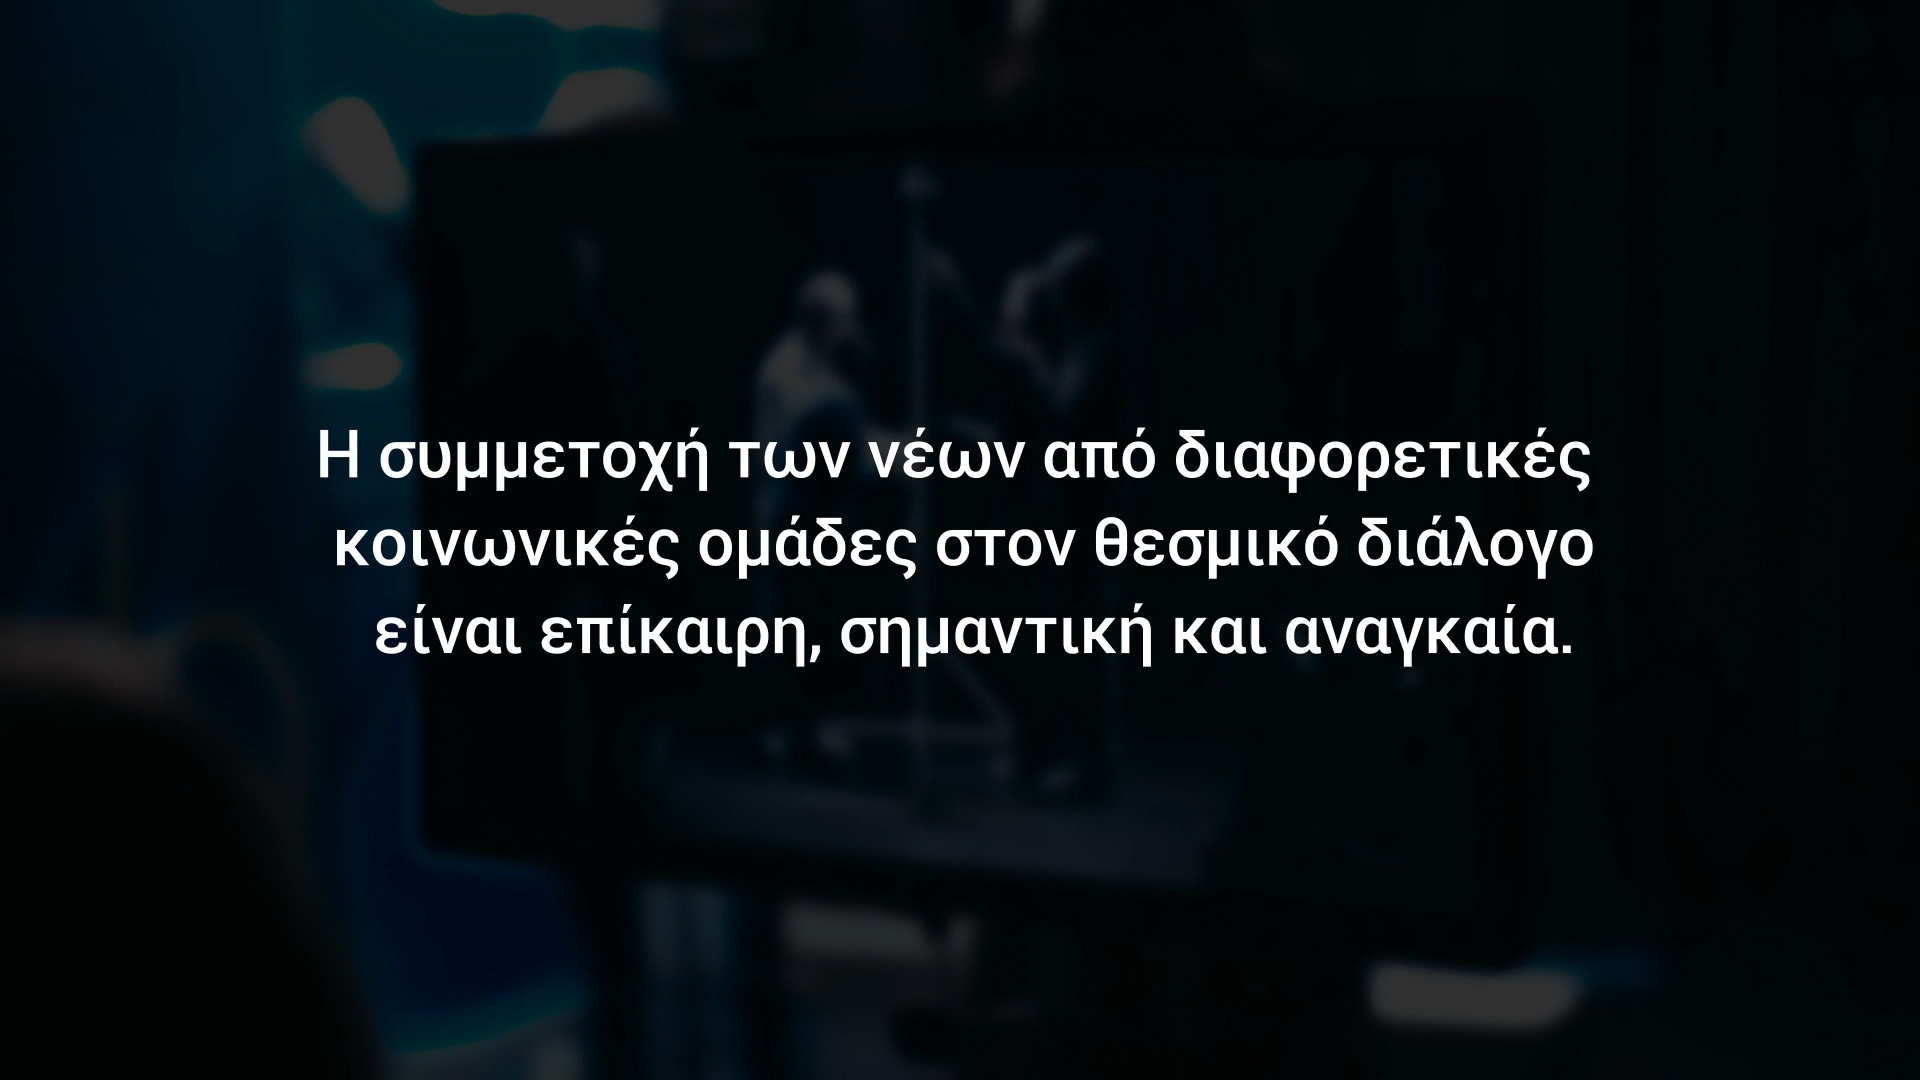 Η συμμετοχή των νέων από διαφορετικές
κοινωνικές ομάδες στον θεσμικό διάλογο
είναι επίκαιρη, σημαντική και αναγκαία.